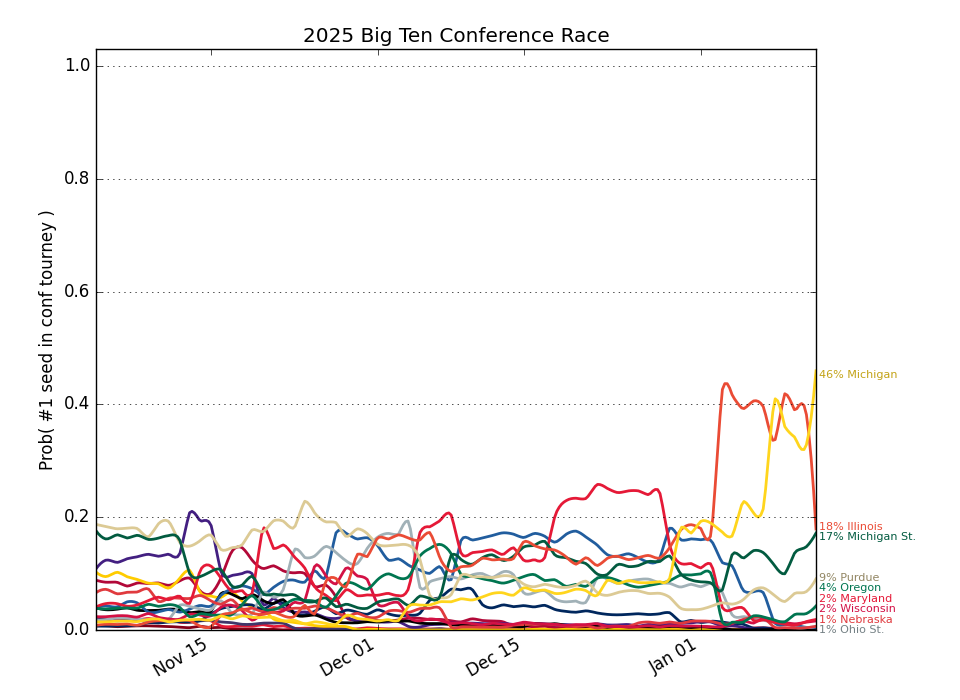 2025 Big Ten Conference Race
Prob( #1 seed in conf tourney )
1.0
0.8
0.6
0.4
0.2
0.0
Nov 15
Dec 01
Dec 15
Jan 01
46% Michigan
18% Illinois
17% Michigan St.
9% Purdue
4% Oregon
2% Maryland
2% Wisconsin
1% Nebraska
1% Ohio St.